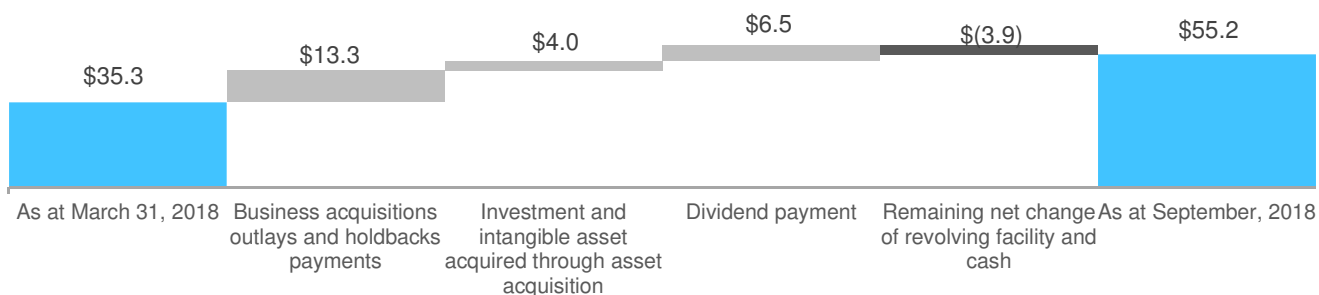 $35.3
$13.3
$4.0
$6.5
$(3.9)
$55.2
As at March 31, 2018
Business acquisitions
outlays and holdbacks
payments
Investment and
intangible asset
acquired through asset
acquisition
Dividend payment
Remaining net change
of revolving facility and
cash
As at September, 2018